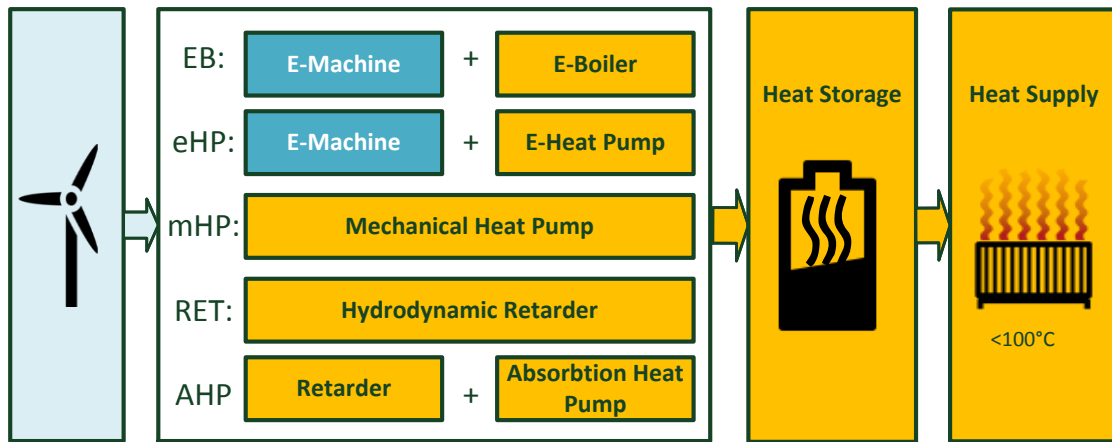 EB:
E-Machine
+
E-Boiler
eHP:
E-Machine
+
E-Heat Pump
mHP:
Mechanical Heat Pump
RET:
Hydrodynamic Retarder
AHP
Retarder
+
Absorbtion Heat
Pump
Heat Storage
Heat Supply
<100°C